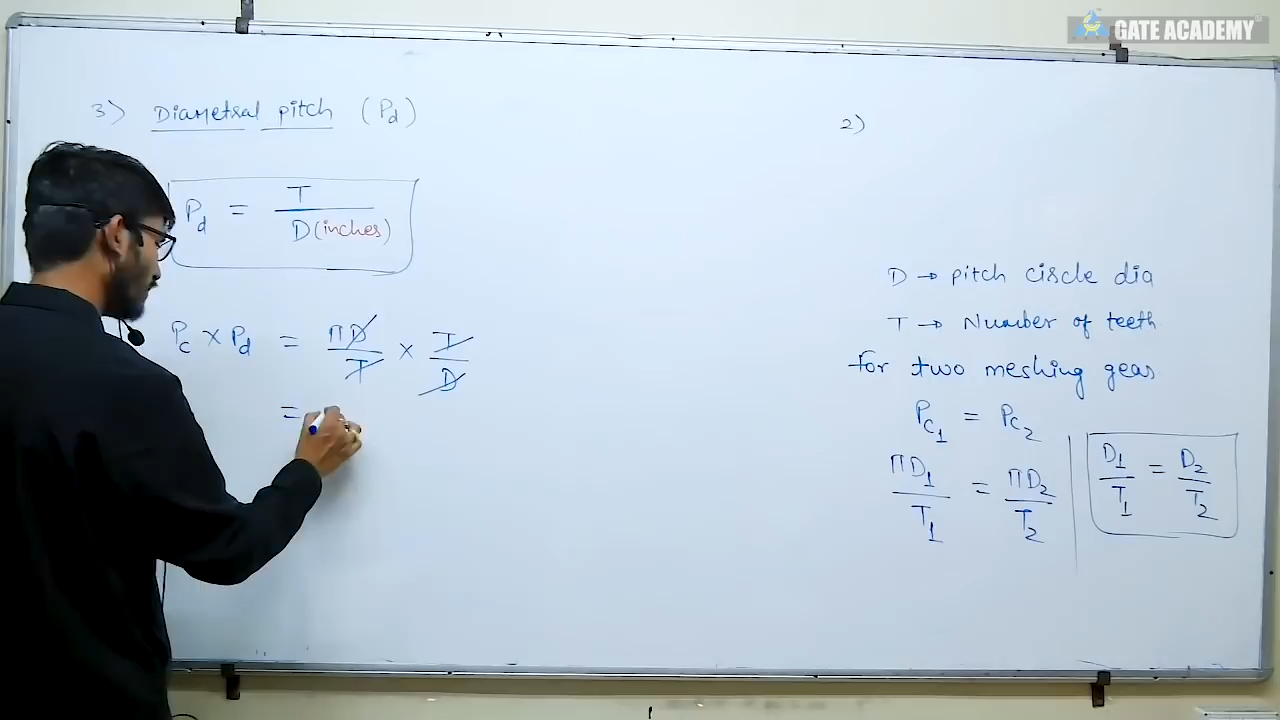 GATE ACADEMY
3) Diametral pitch (Pd)
Pd = T / D (inches)
Pc × Pd = ΠD / T × T / D
=
2)
D → pitch circle dia
T → Number of teeth
for two meshing gears
Pc1 = Pc2
ΠD1 / T1 = ΠD2 / T2
D1 / T1 = D2 / T2